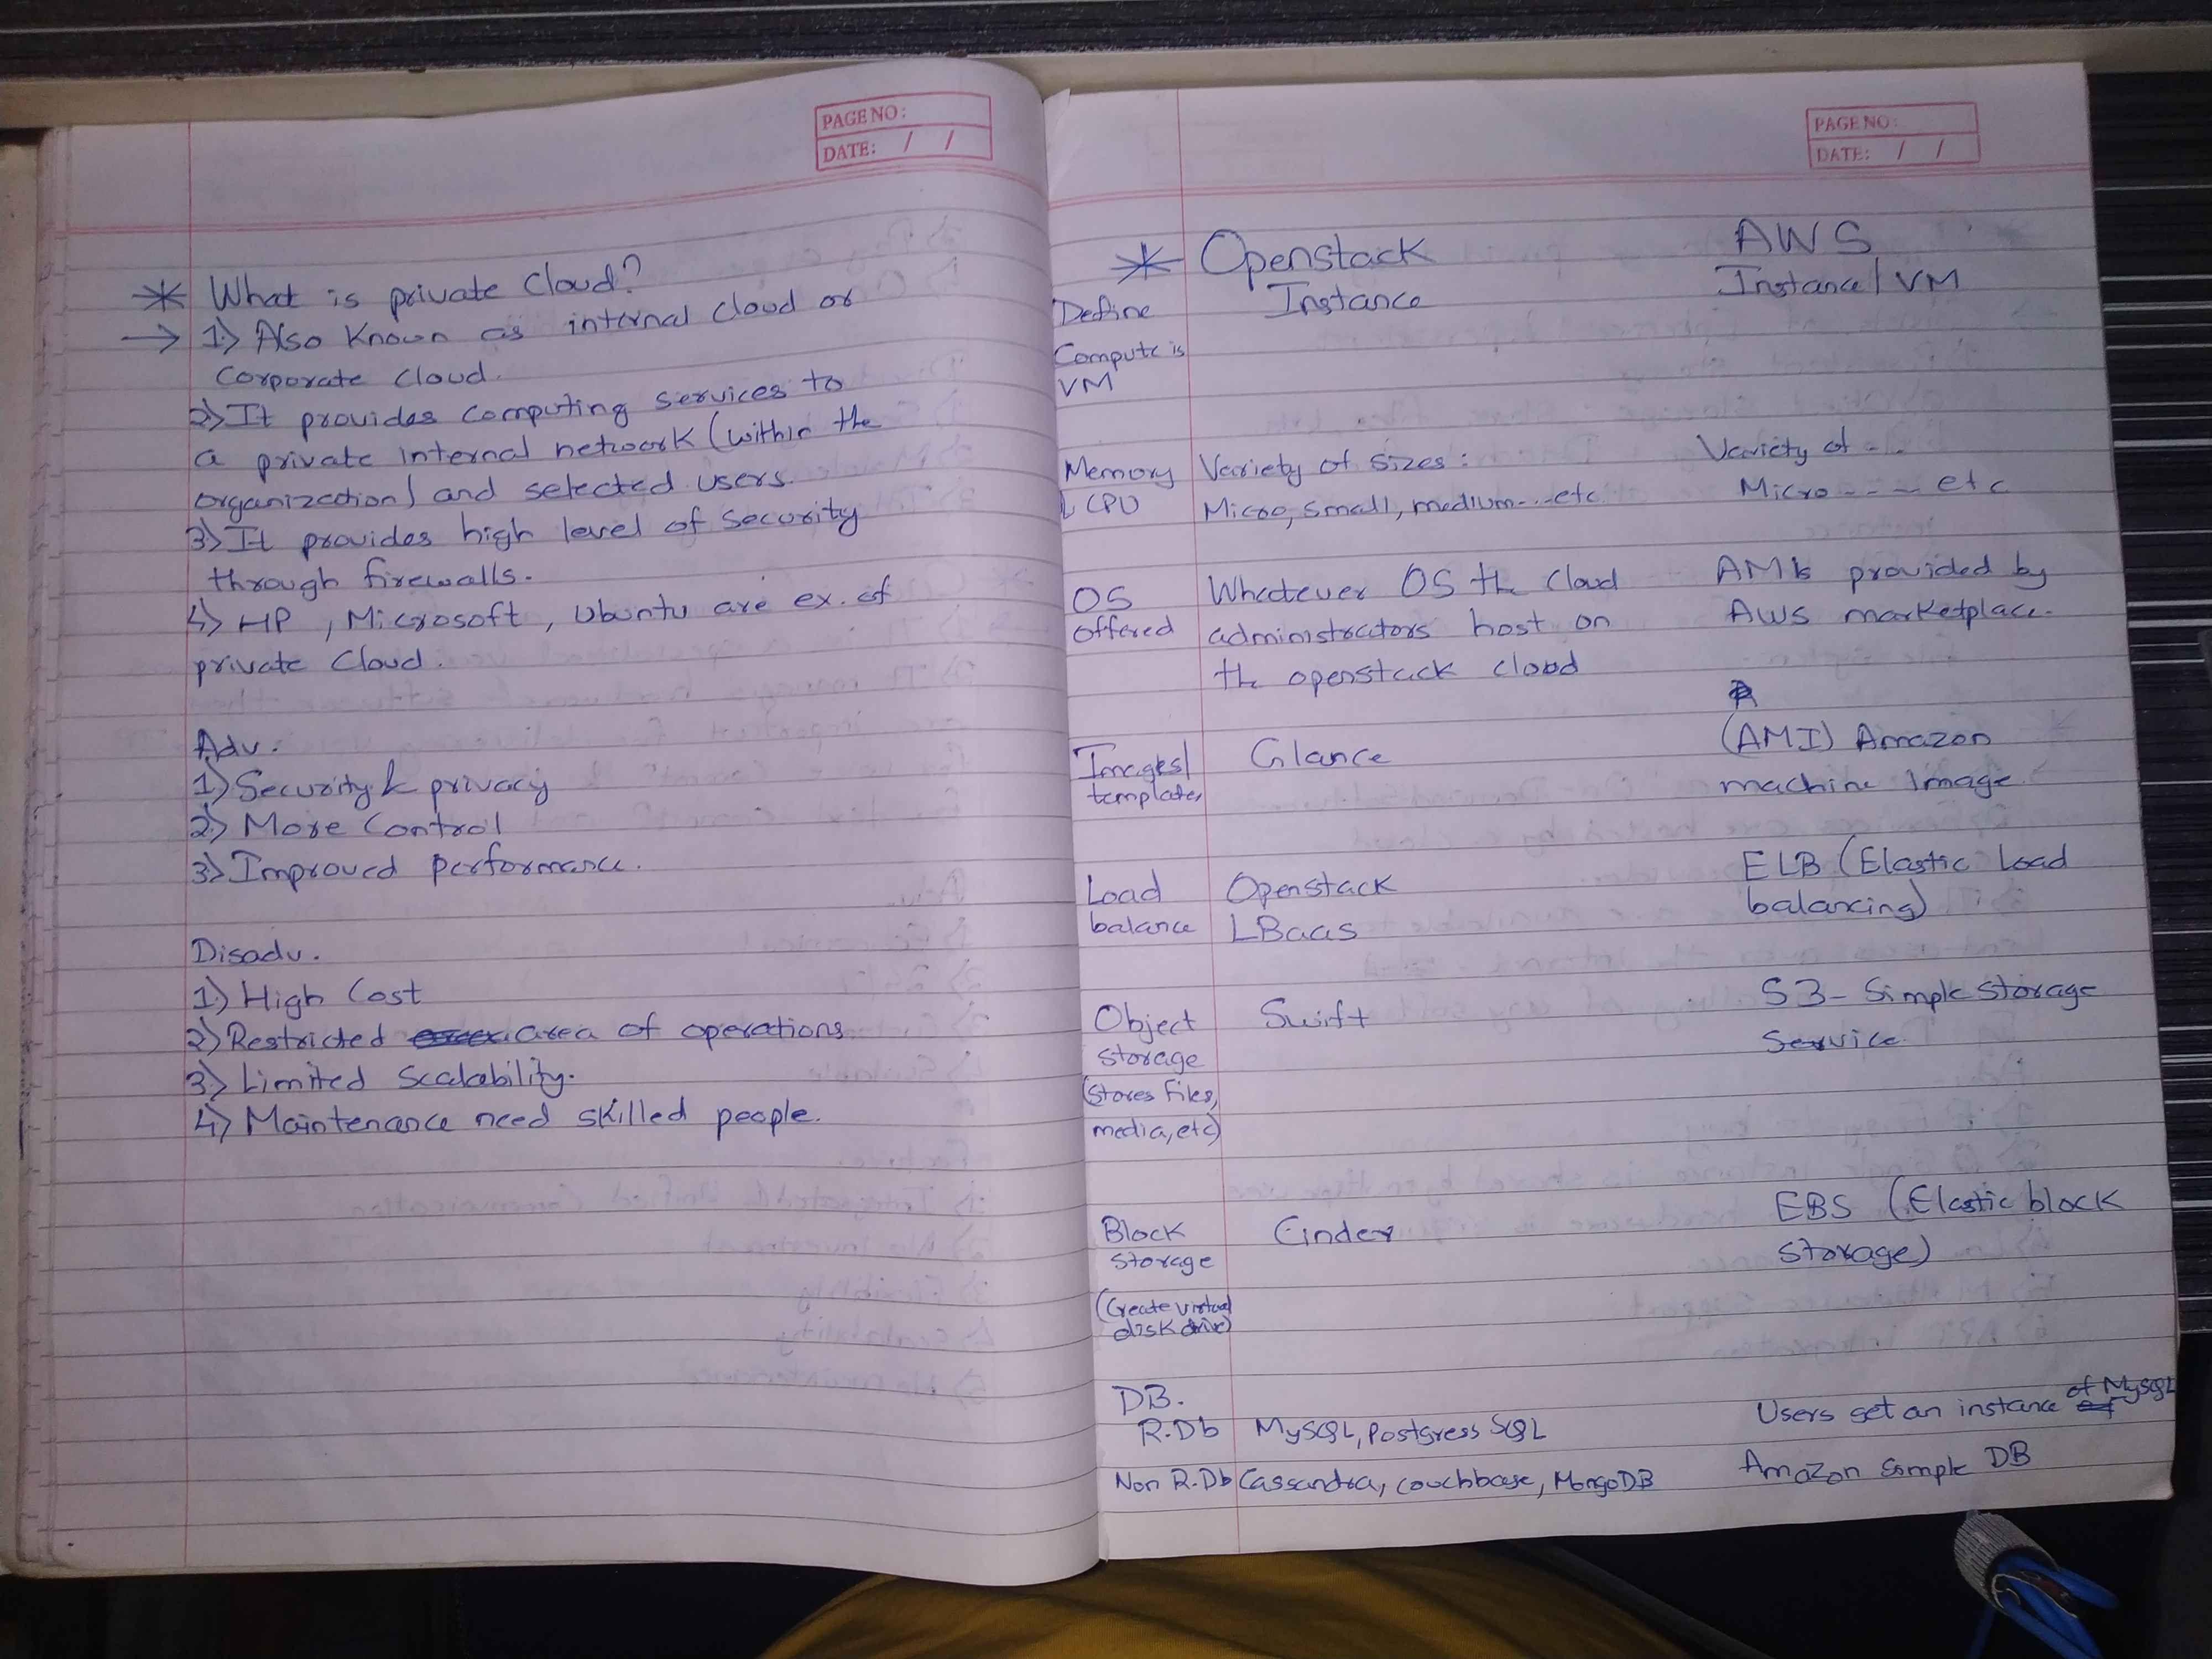 PAGE NO:
DATE: / /
* What is private Cloud?
→ 1) Also Known as internal cloud or
Corporate cloud.
2) It provides computing services to
a private internal network (within the
organization) and selected users.
3) It provides high level of security
through firewalls.
4) HP, Microsoft, Ubuntu are ex. of
private Cloud.
Adv.
1) Security & privacy
2) More Control
3) Improved performance.
Disadv.
1) High Cost
2) Restricted area of operations
3) Limited Scalability.
4) Maintenance need skilled people.
PAGE NO:
DATE: / /
* Openstack AWS
Define Instance Instance/VM
Compute is
VM
Memory Variety of sizes: Variety of ...
& CPU Micro, small, medium...etc Micro - - - - etc
OS Whatever OS the Cloud AMIs provided by
offered administrators host on AWS marketplace.
the openstack cloud
Images/ Glance (AMI) Amazon
templates machine Image.
Load Openstack ELB (Elastic Load
balance LBaas balancing)
Object Swift S3- Simple Storage
storage Service.
(stores files,
media,etc)
Block Cinder EBS (Elastic block
storage storage)
(Create virtual
disk drive)
DB.
R.Db MySQL, Postgress SQL Users get an instance of MySQL
Non R.Db Cassandra, couchbase, MongoDB Amazon Simple DB